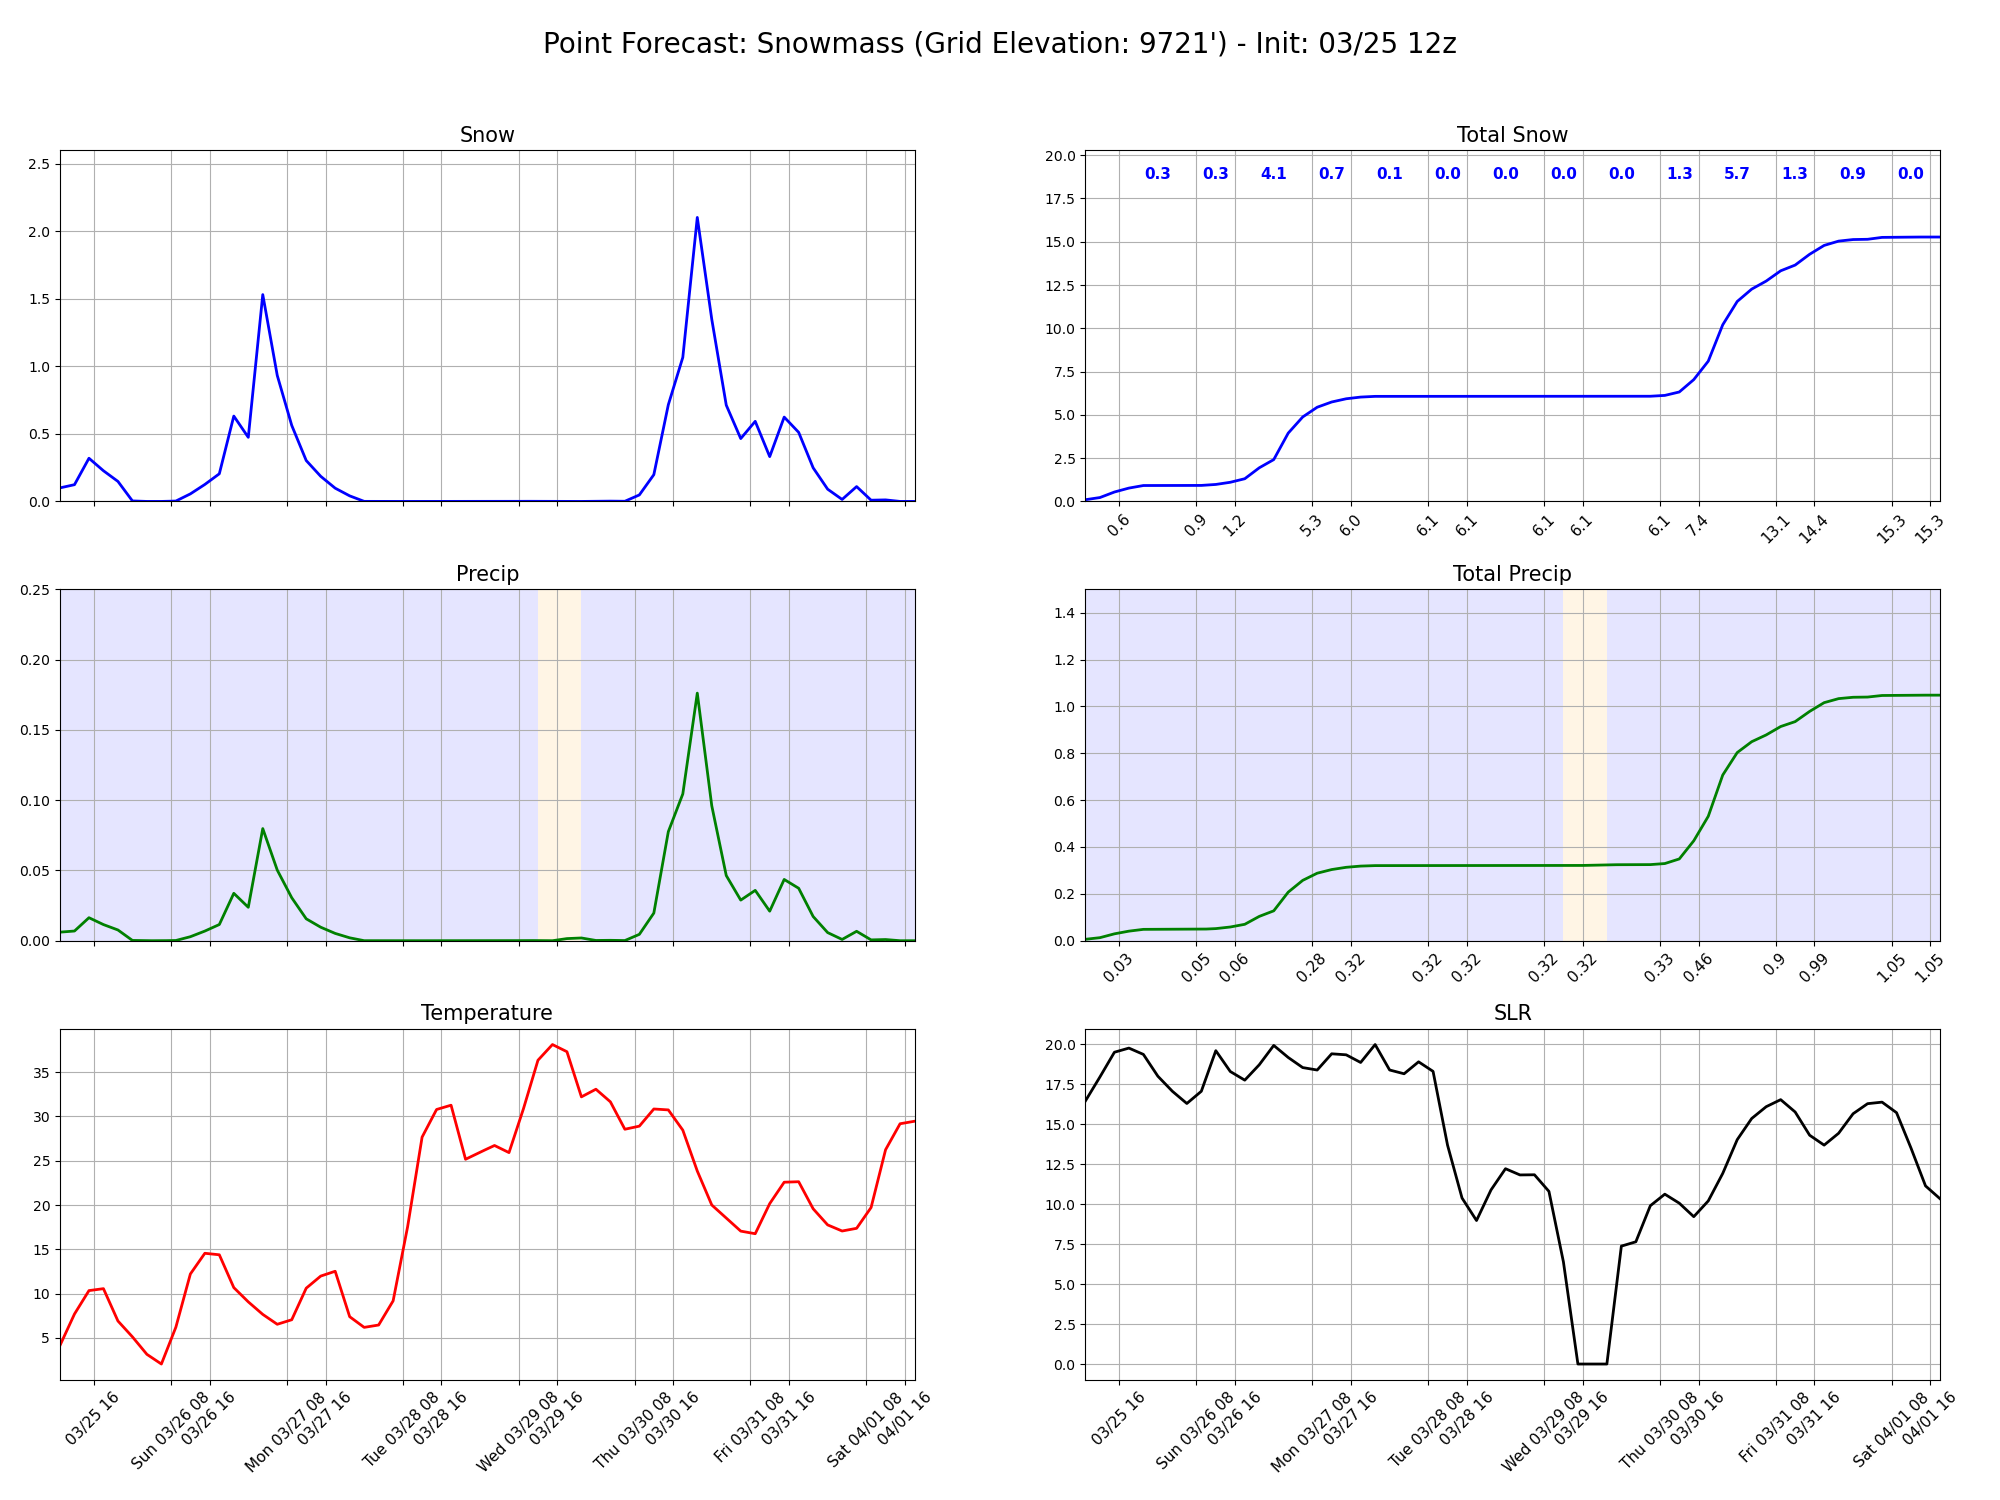 Point Forecast: Snowmass (Grid Elevation: 9721') - Init: 03/25 12z
Snow
2.5
2.0
1.5
1.0
0.5
0.0
Total Snow
20.0
17.5
15.0
12.5
10.0
7.5
5.0
2.5
0.0
0.3 0.3 4.1 0.7 0.1 0.0 0.0 0.0 0.0 1.3 5.7 1.3 0.9 0.0
0.6 0.9 1.2 5.3 6.0 6.1 6.1 6.1 6.1 6.1 7.4 13.1 14.4 15.3 15.3
Precip
0.25
0.20
0.15
0.10
0.05
0.00
Total Precip
1.4
1.2
1.0
0.8
0.6
0.4
0.2
0.0
0.03 0.05 0.06 0.28 0.32 0.32 0.32 0.32 0.32 0.33 0.46 0.9 0.99 1.05 1.05
Temperature
35
30
25
20
15
10
5
03/25 16
Sun 03/26 08
03/26 16
Mon 03/27 08
03/27 16
Tue 03/28 08
03/28 16
Wed 03/29 08
03/29 16
Thu 03/30 08
03/30 16
Fri 03/31 08
03/31 16
Sat 04/01 08
04/01 16
SLR
20.0
17.5
15.0
12.5
10.0
7.5
5.0
2.5
0.0
03/25 16
Sun 03/26 08
03/26 16
Mon 03/27 08
03/27 16
Tue 03/28 08
03/28 16
Wed 03/29 08
03/29 16
Thu 03/30 08
03/30 16
Fri 03/31 08
03/31 16
Sat 04/01 08
04/01 16